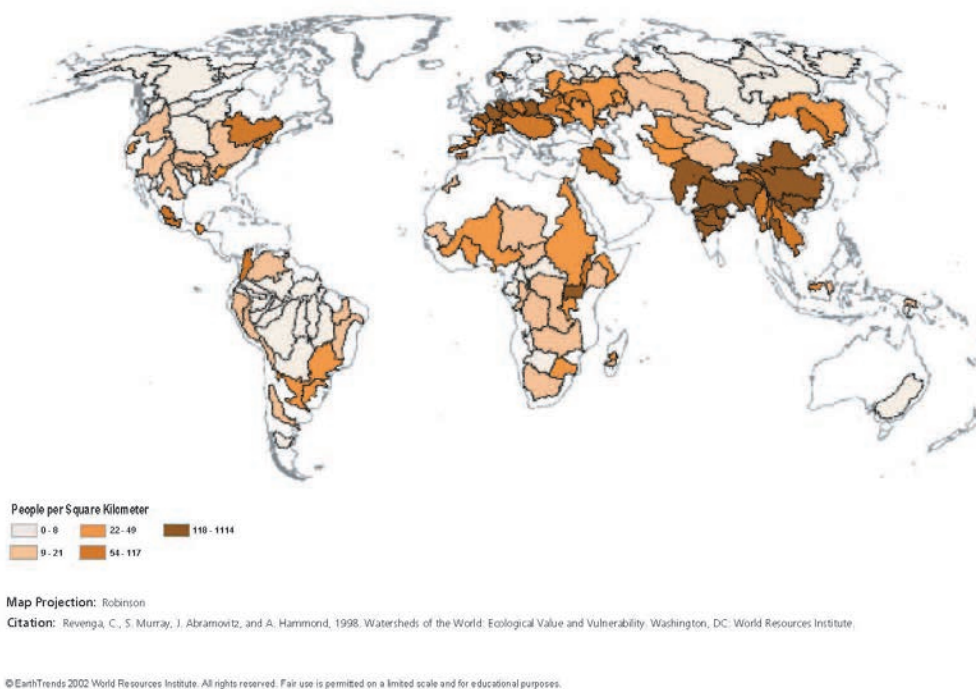 People per Square Kilometer
0 - 8 22 - 49 118 - 1114
9 - 21 54 - 117
Map Projection: Robinson
Citation: Revenga, C., S. Murray, J. Abramovitz, and A. Hammond, 1998. Watersheds of the World: Ecological Value and Vulnerability. Washington, DC: World Resources Institute.
© EarthTrends 2002 World Resources Institute. All rights reserved. Fair use is permitted on a limited scale and for educational purposes.